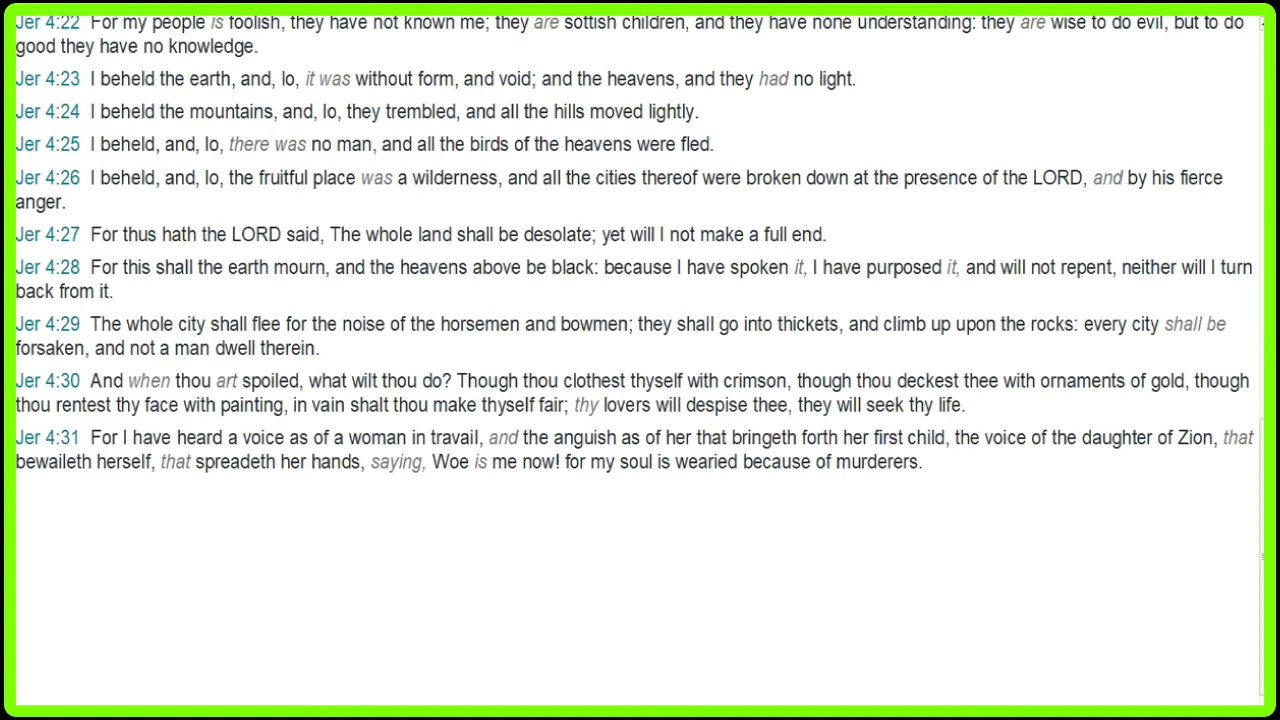 Jer 4:22 For my people is foolish, they have not known me; they are sottish children, and they have none understanding: they are wise to do evil, but to do
good they have no knowledge.
Jer 4:23 I beheld the earth, and, lo, it was without form, and void; and the heavens, and they had no light.
Jer 4:24 I beheld the mountains, and, lo, they trembled, and all the hills moved lightly.
Jer 4:25 I beheld, and, lo, there was no man, and all the birds of the heavens were fled.
Jer 4:26 I beheld, and, lo, the fruitful place was a wilderness, and all the cities thereof were broken down at the presence of the LORD, and by his fierce
anger.
Jer 4:27 For thus hath the LORD said, The whole land shall be desolate; yet will I not make a full end.
Jer 4:28 For this shall the earth mourn, and the heavens above be black: because I have spoken it, I have purposed it, and will not repent, neither will I turn
back from it.
Jer 4:29 The whole city shall flee for the noise of the horsemen and bowmen; they shall go into thickets, and climb up upon the rocks: every city shall be
forsaken, and not a man dwell therein.
Jer 4:30 And when thou art spoiled, what wilt thou do? Though thou clothest thyself with crimson, though thou deckest thee with ornaments of gold, though
thou rentest thy face with painting, in vain shalt thou make thyself fair; thy lovers will despise thee, they will seek thy life.
Jer 4:31 For I have heard a voice as of a woman in travail, and the anguish as of her that bringeth forth her first child, the voice of the daughter of Zion, that
bewaileth herself, that spreadeth her hands, saying, Woe is me now! for my soul is wearied because of murderers.